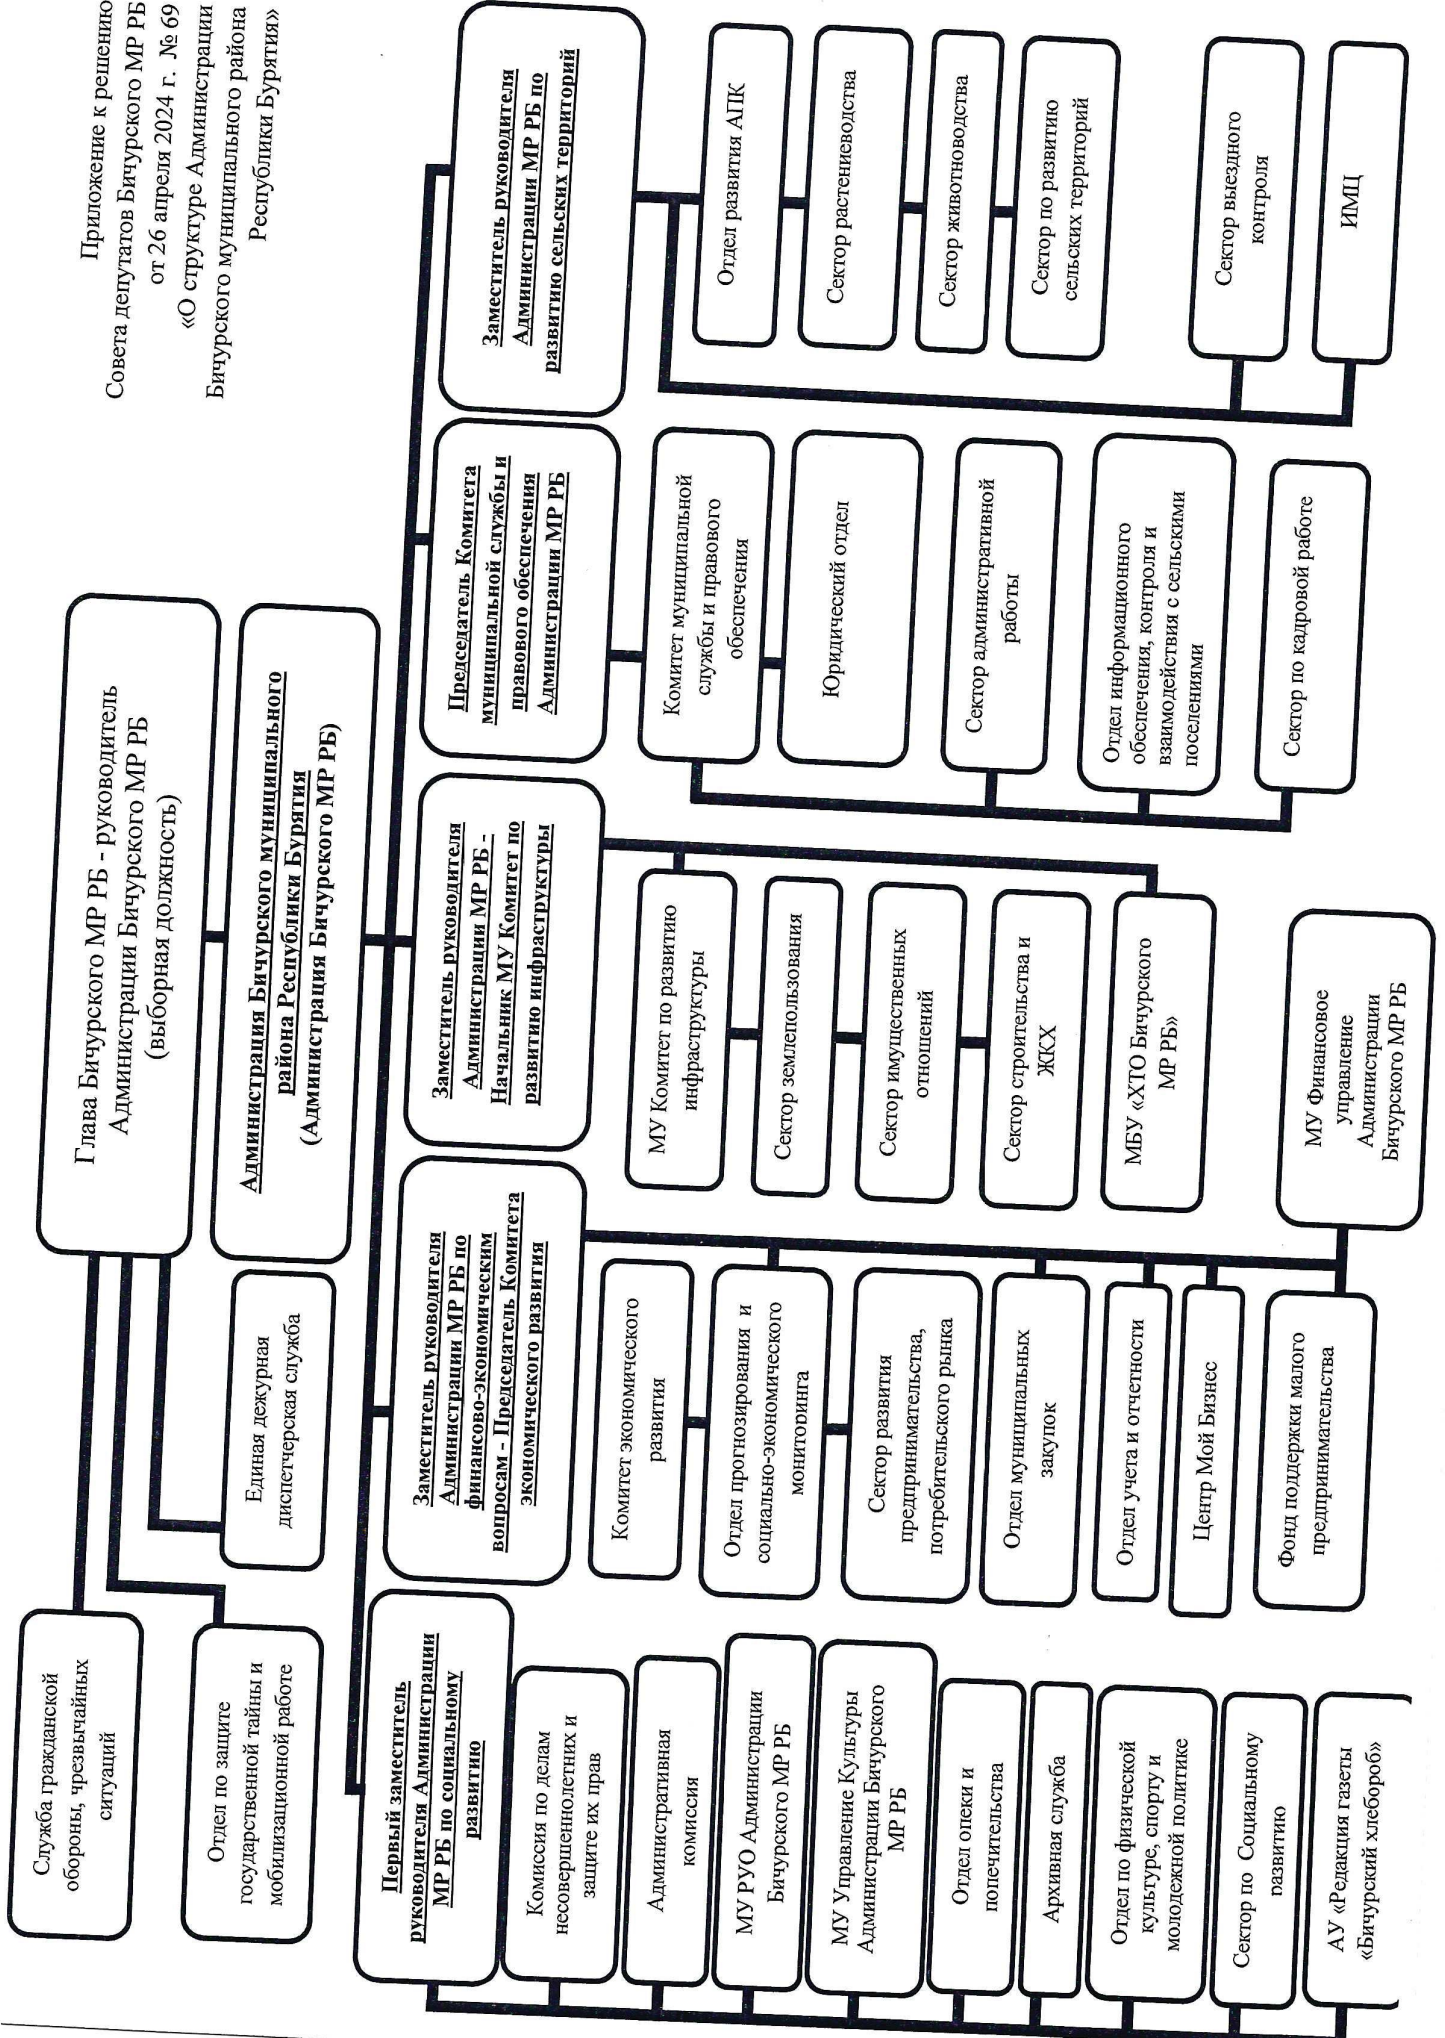 Приложение к решению
Совета депутатов Бичурского МР РБ
от 26 апреля 2024 г. № 69
«О структуре Администрации
Бичурского муниципального района
Республики Бурятия»
Глава Бичурского МР РБ - руководитель
Администрации Бичурского МР РБ
(выборная должность)
Администрация Бичурского муниципального
района Республики Бурятия
(Администрация Бичурского МР РБ)
Служба гражданской
обороны, чрезвычайных
ситуаций
Отдел по защите
государственной тайны и
мобилизационной работе
Единая дежурная
диспетчерская служба
Первый заместитель
руководителя Администрации
МР РБ по социальному
развитию
Комиссия по делам
несовершеннолетних и
защите их прав
Административная
комиссия
МУ РУО Администрации
Бичурского МР РБ
МУ Управление Культуры
Администрации Бичурского
МР РБ
Отдел опеки и
попечительства
Архивная служба
Отдел по физической
культуре, спорту и
молодежной политике
Сектор по Социальному
развитию
АУ «Редакция газеты
«Бичурский хлебороб»
Заместитель руководителя
Администрации МР РБ по
финансово-экономическим
вопросам - Председатель Комитета
экономического развития
Комитет экономического
развития
Отдел прогнозирования и
социально-экономического
мониторинга
Сектор развития
предпринимательства,
потребительского рынка
Отдел муниципальных
закупок
Отдел учета и отчетности
Центр Мой Бизнес
Фонд поддержки малого
предпринимательства
МУ Финансовое
управление
Администрации
Бичурского МР РБ
Заместитель руководителя
Администрации МР РБ -
Начальник МУ Комитет по
развитию инфраструктуры
МУ Комитет по развитию
инфраструктуры
Сектор землепользования
Сектор имущественных
отношений
Сектор строительства и
ЖКХ
МБУ «ХТО Бичурского
МР РБ»
Председатель Комитета
муниципальной службы и
правового обеспечения
Администрации МР РБ
Комитет муниципальной
службы и правового
обеспечения
Юридический отдел
Сектор административной
работы
Отдел информационного
обеспечения, контроля и
взаимодействия с сельскими
поселениями
Сектор по кадровой работе
Заместитель руководителя
Администрации МР РБ по
развитию сельских территорий
Отдел развития АПК
Сектор растениеводства
Сектор животноводства
Сектор по развитию
сельских территорий
Сектор выездного
контроля
ИМЦ